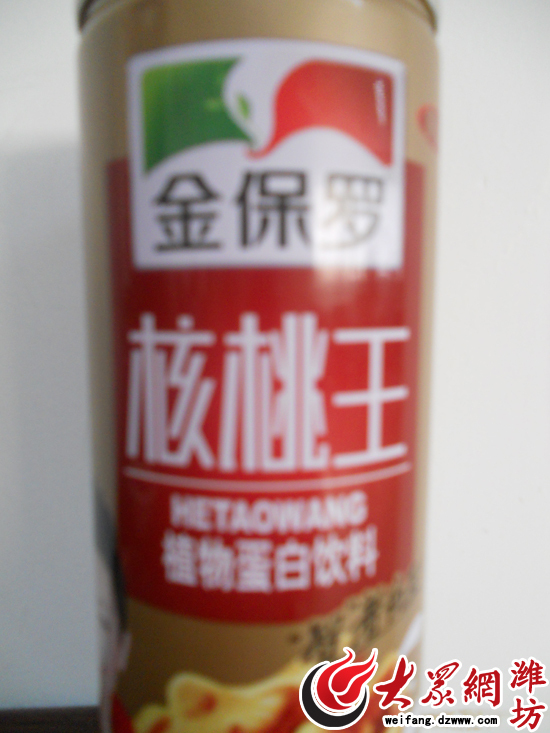 金保罗
核桃王
HETAOWANG
植物蛋白饮料
大眾網 潍坊
weifang.dzwww.com